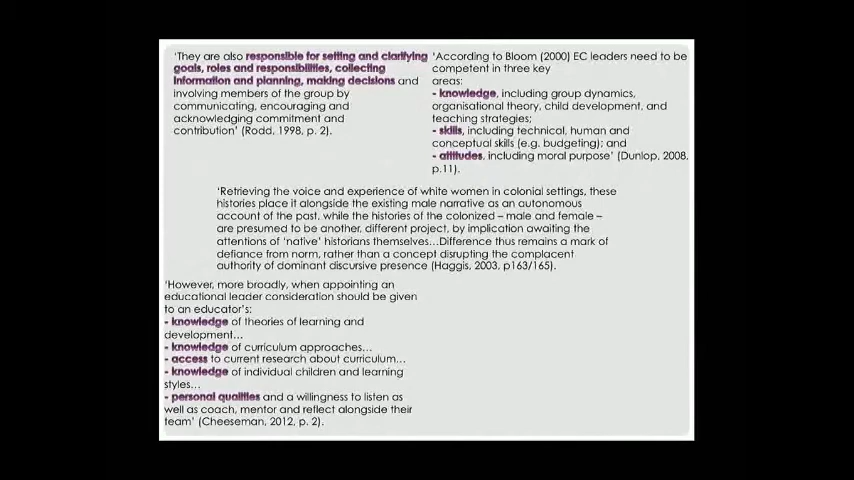 ‘They are also responsible for setting and clarifying
goals, roles and responsibilities, collecting
information and planning, making decisions and
involving members of the group by
communicating, encouraging and
acknowledging commitment and
contribution’ (Rodd, 1998, p. 2).
‘According to Bloom (2000) EC leaders need to be
competent in three key
areas:
- knowledge, including group dynamics,
organisational theory, child development, and
teaching strategies;
- skills, including technical, human and
conceptual skills (e.g. budgeting); and
- attitudes, including moral purpose’ (Dunlop, 2008,
p.11).
‘Retrieving the voice and experience of white women in colonial settings, these
histories place it alongside the existing male narrative as an autonomous
account of the past, while the histories of the colonized – male and female –
are presumed to be another, different project, by implication awaiting the
attentions of ‘native’ historians themselves…Difference thus remains a mark of
defiance from norm, rather than a concept disrupting the complacent
authority of dominant discursive presence (Haggis, 2003, p163/165).
‘However, more broadly, when appointing an
educational leader consideration should be given
to an educator’s:
- knowledge of theories of learning and
development…
- knowledge of curriculum approaches…
- access to current research about curriculum…
- knowledge of individual children and learning
styles…
- personal qualities and a willingness to listen as
well as coach, mentor and reflect alongside their
team’ (Cheeseman, 2012, p. 2).